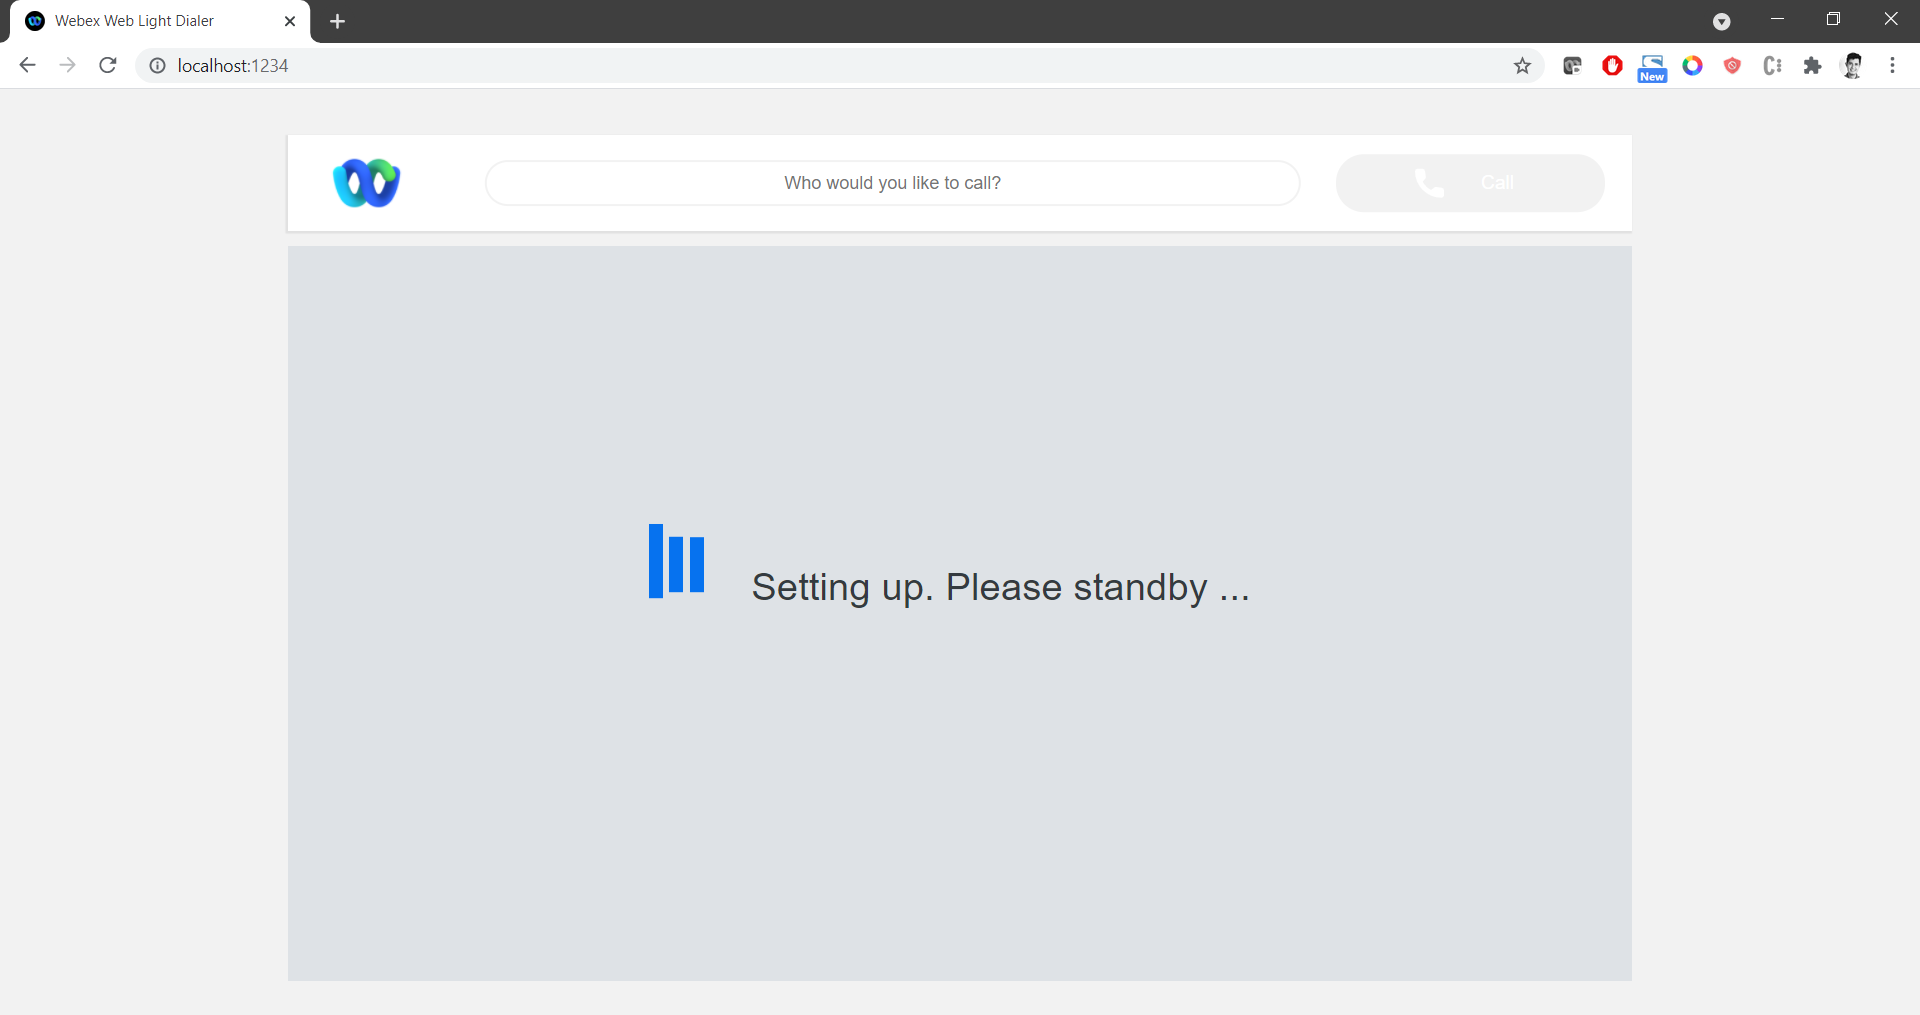 Webex Web Light Dialer
localhost:1234
New
Who would you like to call?
Call
Setting up. Please standby ...